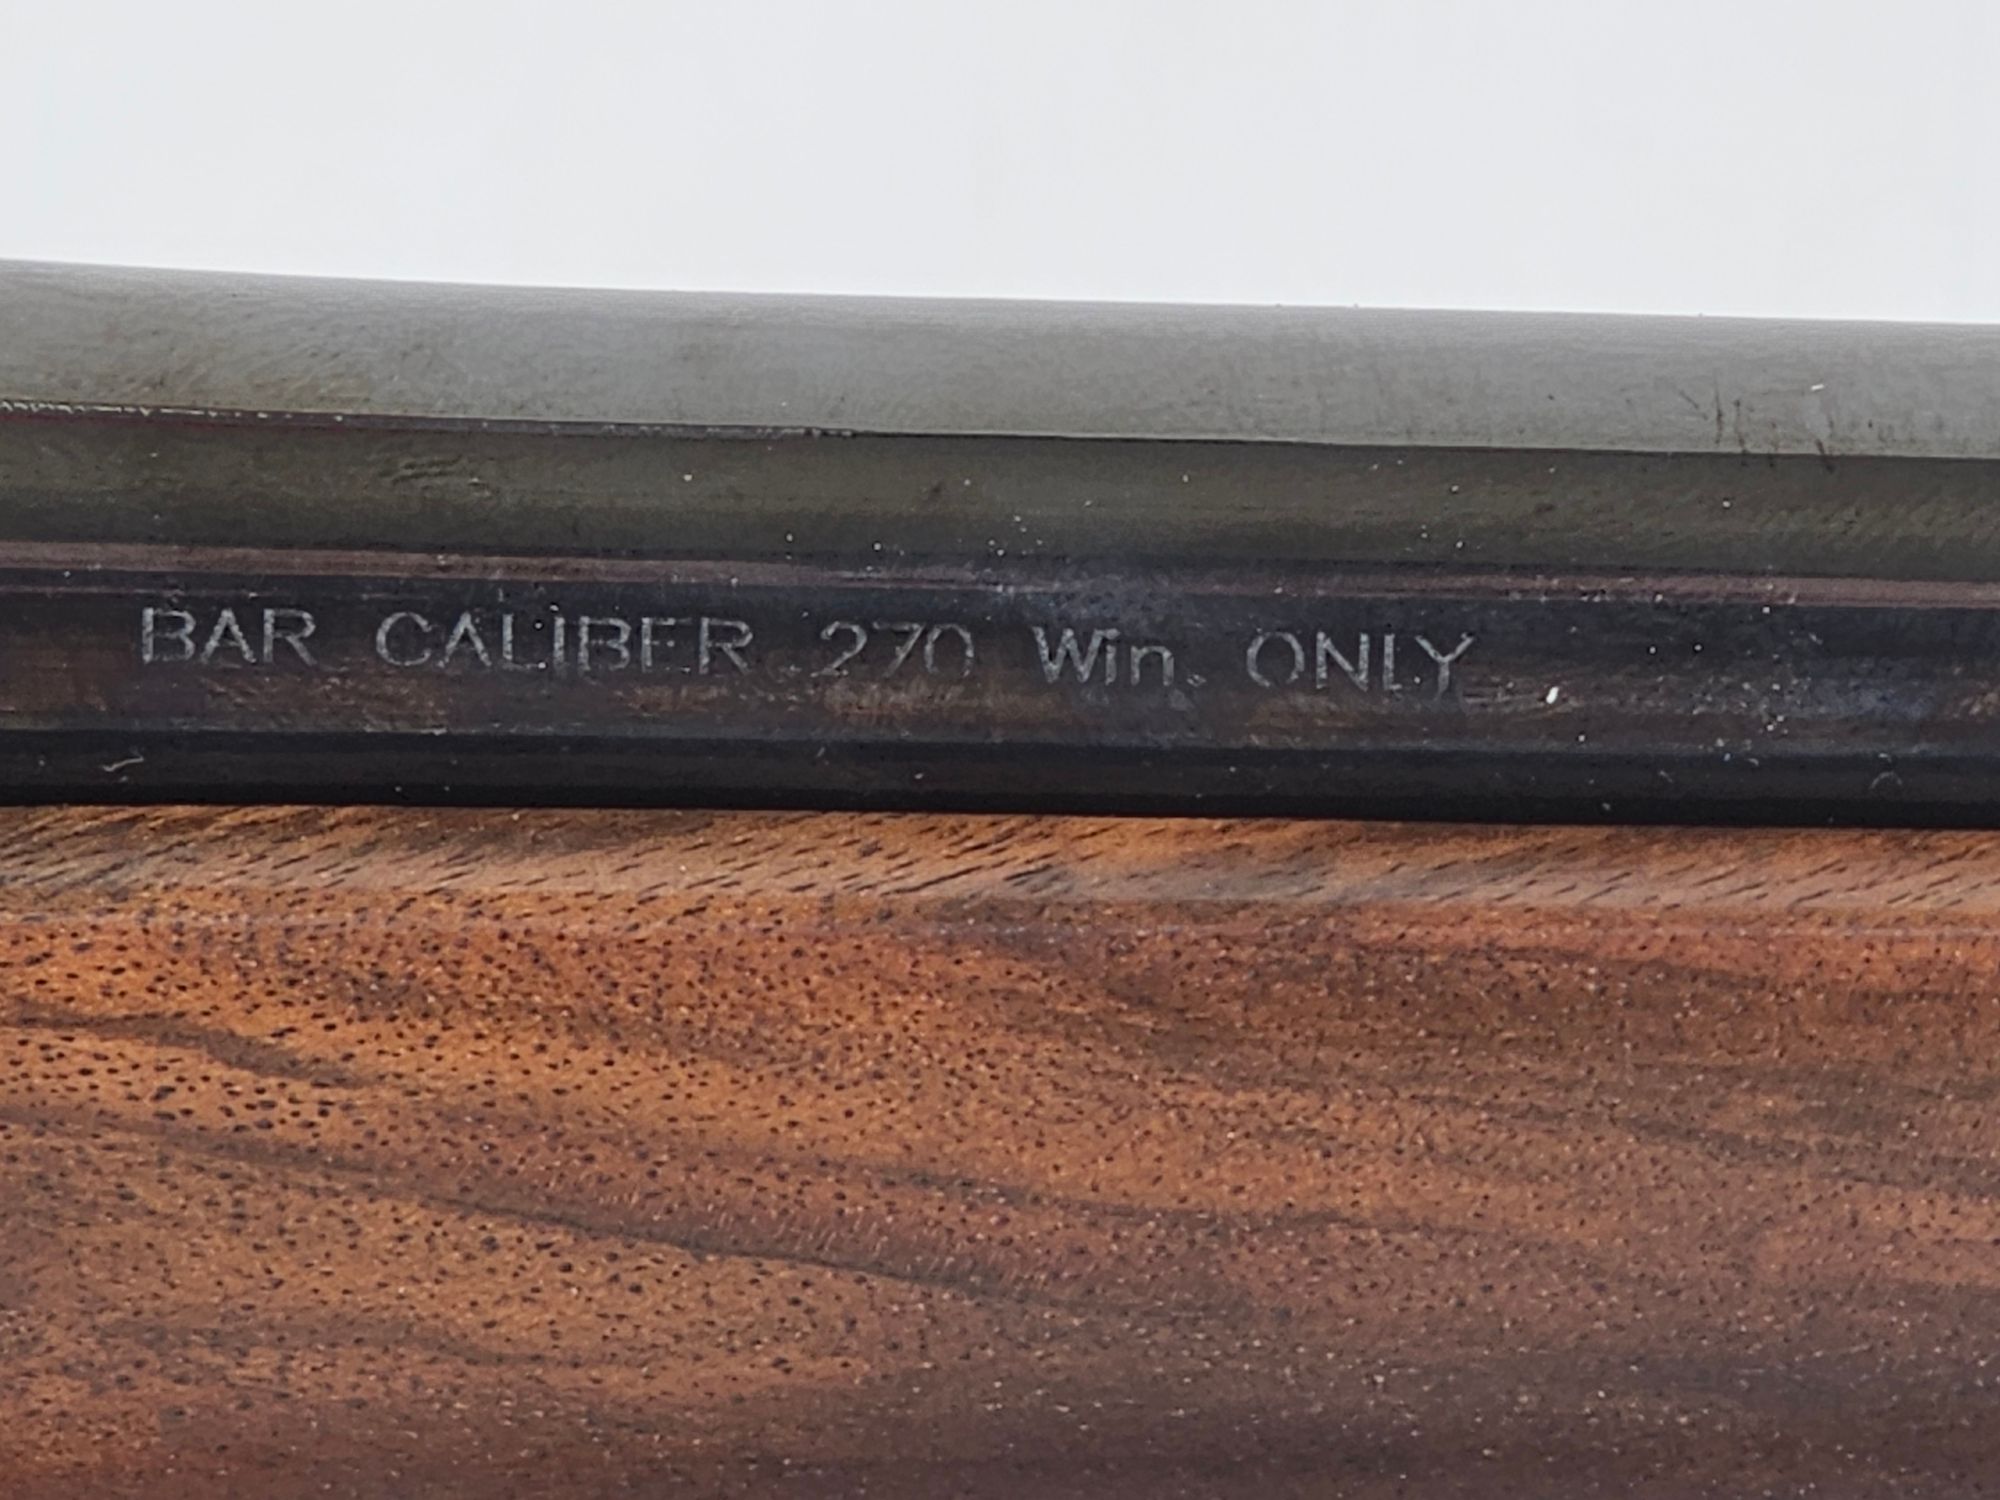 BAR CALIBER .270 Win. ONLY